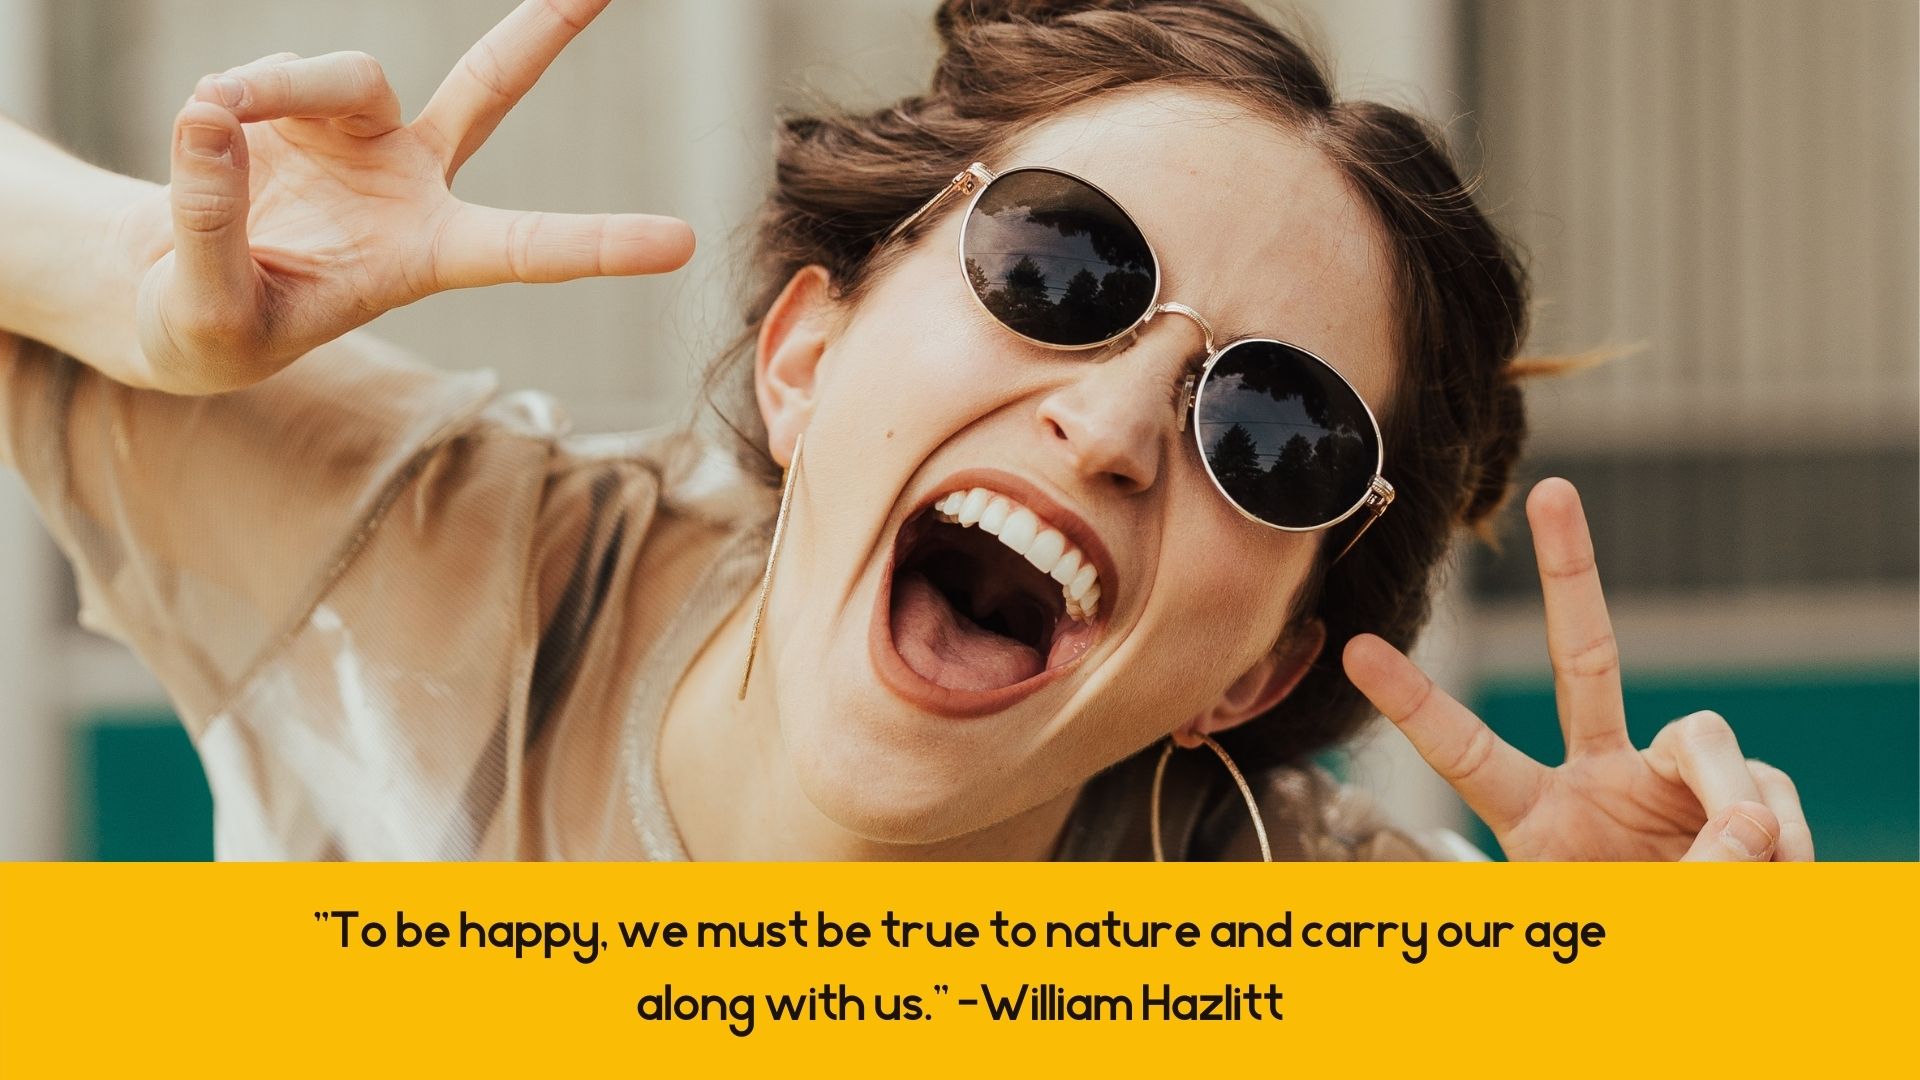 "To be happy, we must be true to nature and carry our age
along with us." -William Hazlitt